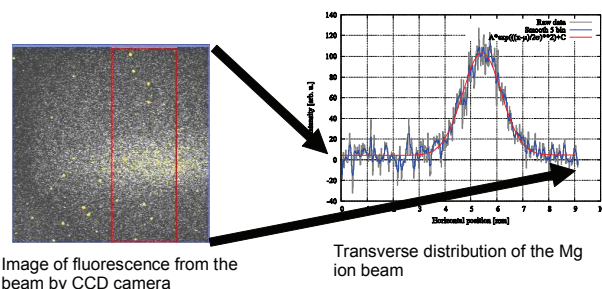 140
120
100
80
60
40
20
0
-20
-40
Raw data
Smooth 5 bin
A*exp(((x-μ)/2σ)**2)+C
0 1 2 3 4 5 6 7 8 9 10
Horizontal position [mm]
Image of fluorescence from the
beam by CCD camera
Transverse distribution of the Mg
ion beam